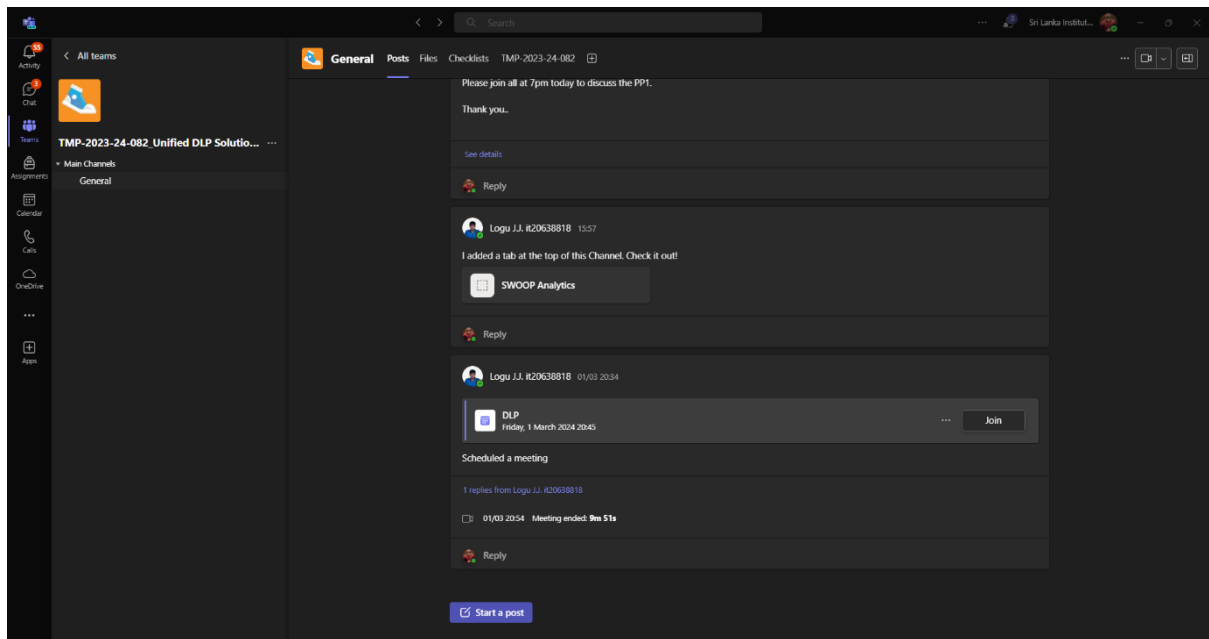 Search
Sri Lanka Institut...
55
Activity
3
Chat
Teams
Assignments
Calendar
Calls
OneDrive
Apps
All teams
TMP-2023-24-082_Unified DLP Solutio...
Main Channels
General
General Posts Files Checklists TMP-2023-24-082
Please join all at 7pm today to discuss the PP1.
Thank you..
See details
Reply
Logu J.J. it20638818 15:57
I added a tab at the top of this Channel. Check it out!
SWOOP Analytics
Reply
Logu J.J. it20638818 01/03 20:34
DLP
Friday, 1 March 2024 20:45
Join
Scheduled a meeting
1 replies from Logu J.J. it20638818
01/03 20:54 Meeting ended: 9m 51s
Reply
Start a post